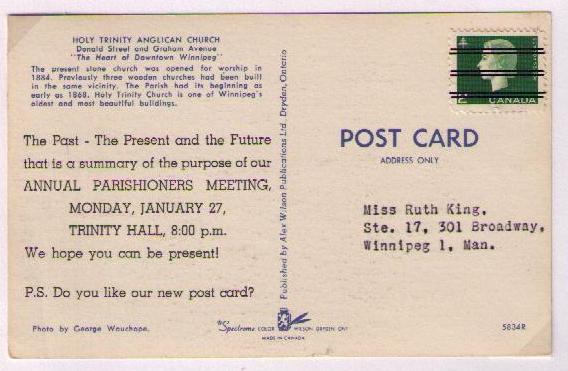 HOLY TRINITY ANGLICAN CHURCH
Donald Street and Graham Avenue
"The Heart of Downtown Winnipeg"
The present stone church was opened for worship in
1884. Previously three wooden churches had been built
in the same vicinity. The Parish had its beginning as
early as 1868. Holy Trinity Church is one of Winnipeg's
oldest and most beautiful buildings.
The Past - The Present and the Future
that is a summary of the purpose of our
ANNUAL PARISHIONERS MEETING,
MONDAY, JANUARY 27,
TRINITY HALL, 8:00 p.m.
We hope you can be present!
P.S. Do you like our new post card?
Photo by George Wauchope.
Published by Alex Wilson Publications Ltd., Dryden, Ontario
Spectrome COLOR WILSON DRYDEN ONT
MADE IN CANADA
2
CANADA
POST CARD
ADDRESS ONLY
Miss Ruth King,
Ste. 17, 301 Broadway,
Winnipeg 1, Man.
5834R